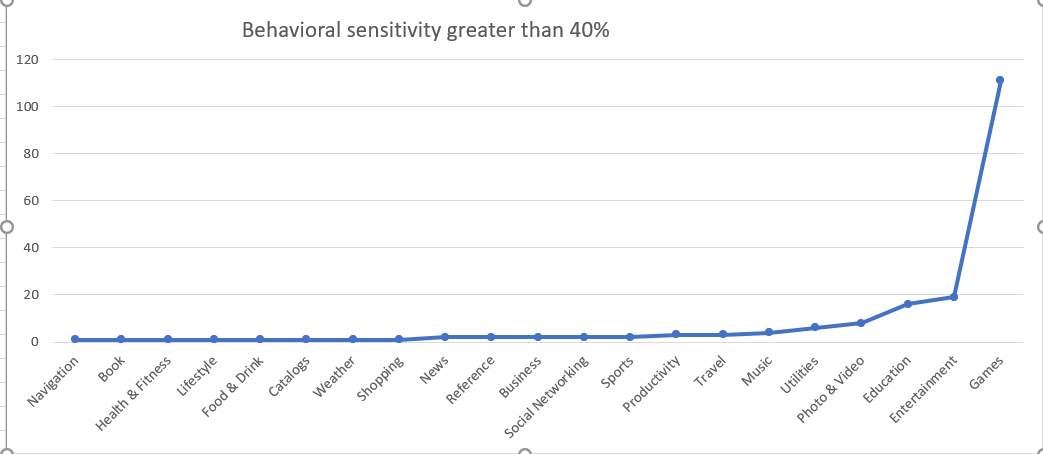 Behavioral sensitivity greater than 40%
120
100
80
60
40
20
0
Navigation
Book
Health & Fitness
Lifestyle
Food & Drink
Catalogs
Weather
Shopping
News
Reference
Business
Social Networking
Sports
Productivity
Travel
Music
Utilities
Photo & Video
Education
Entertainment
Games